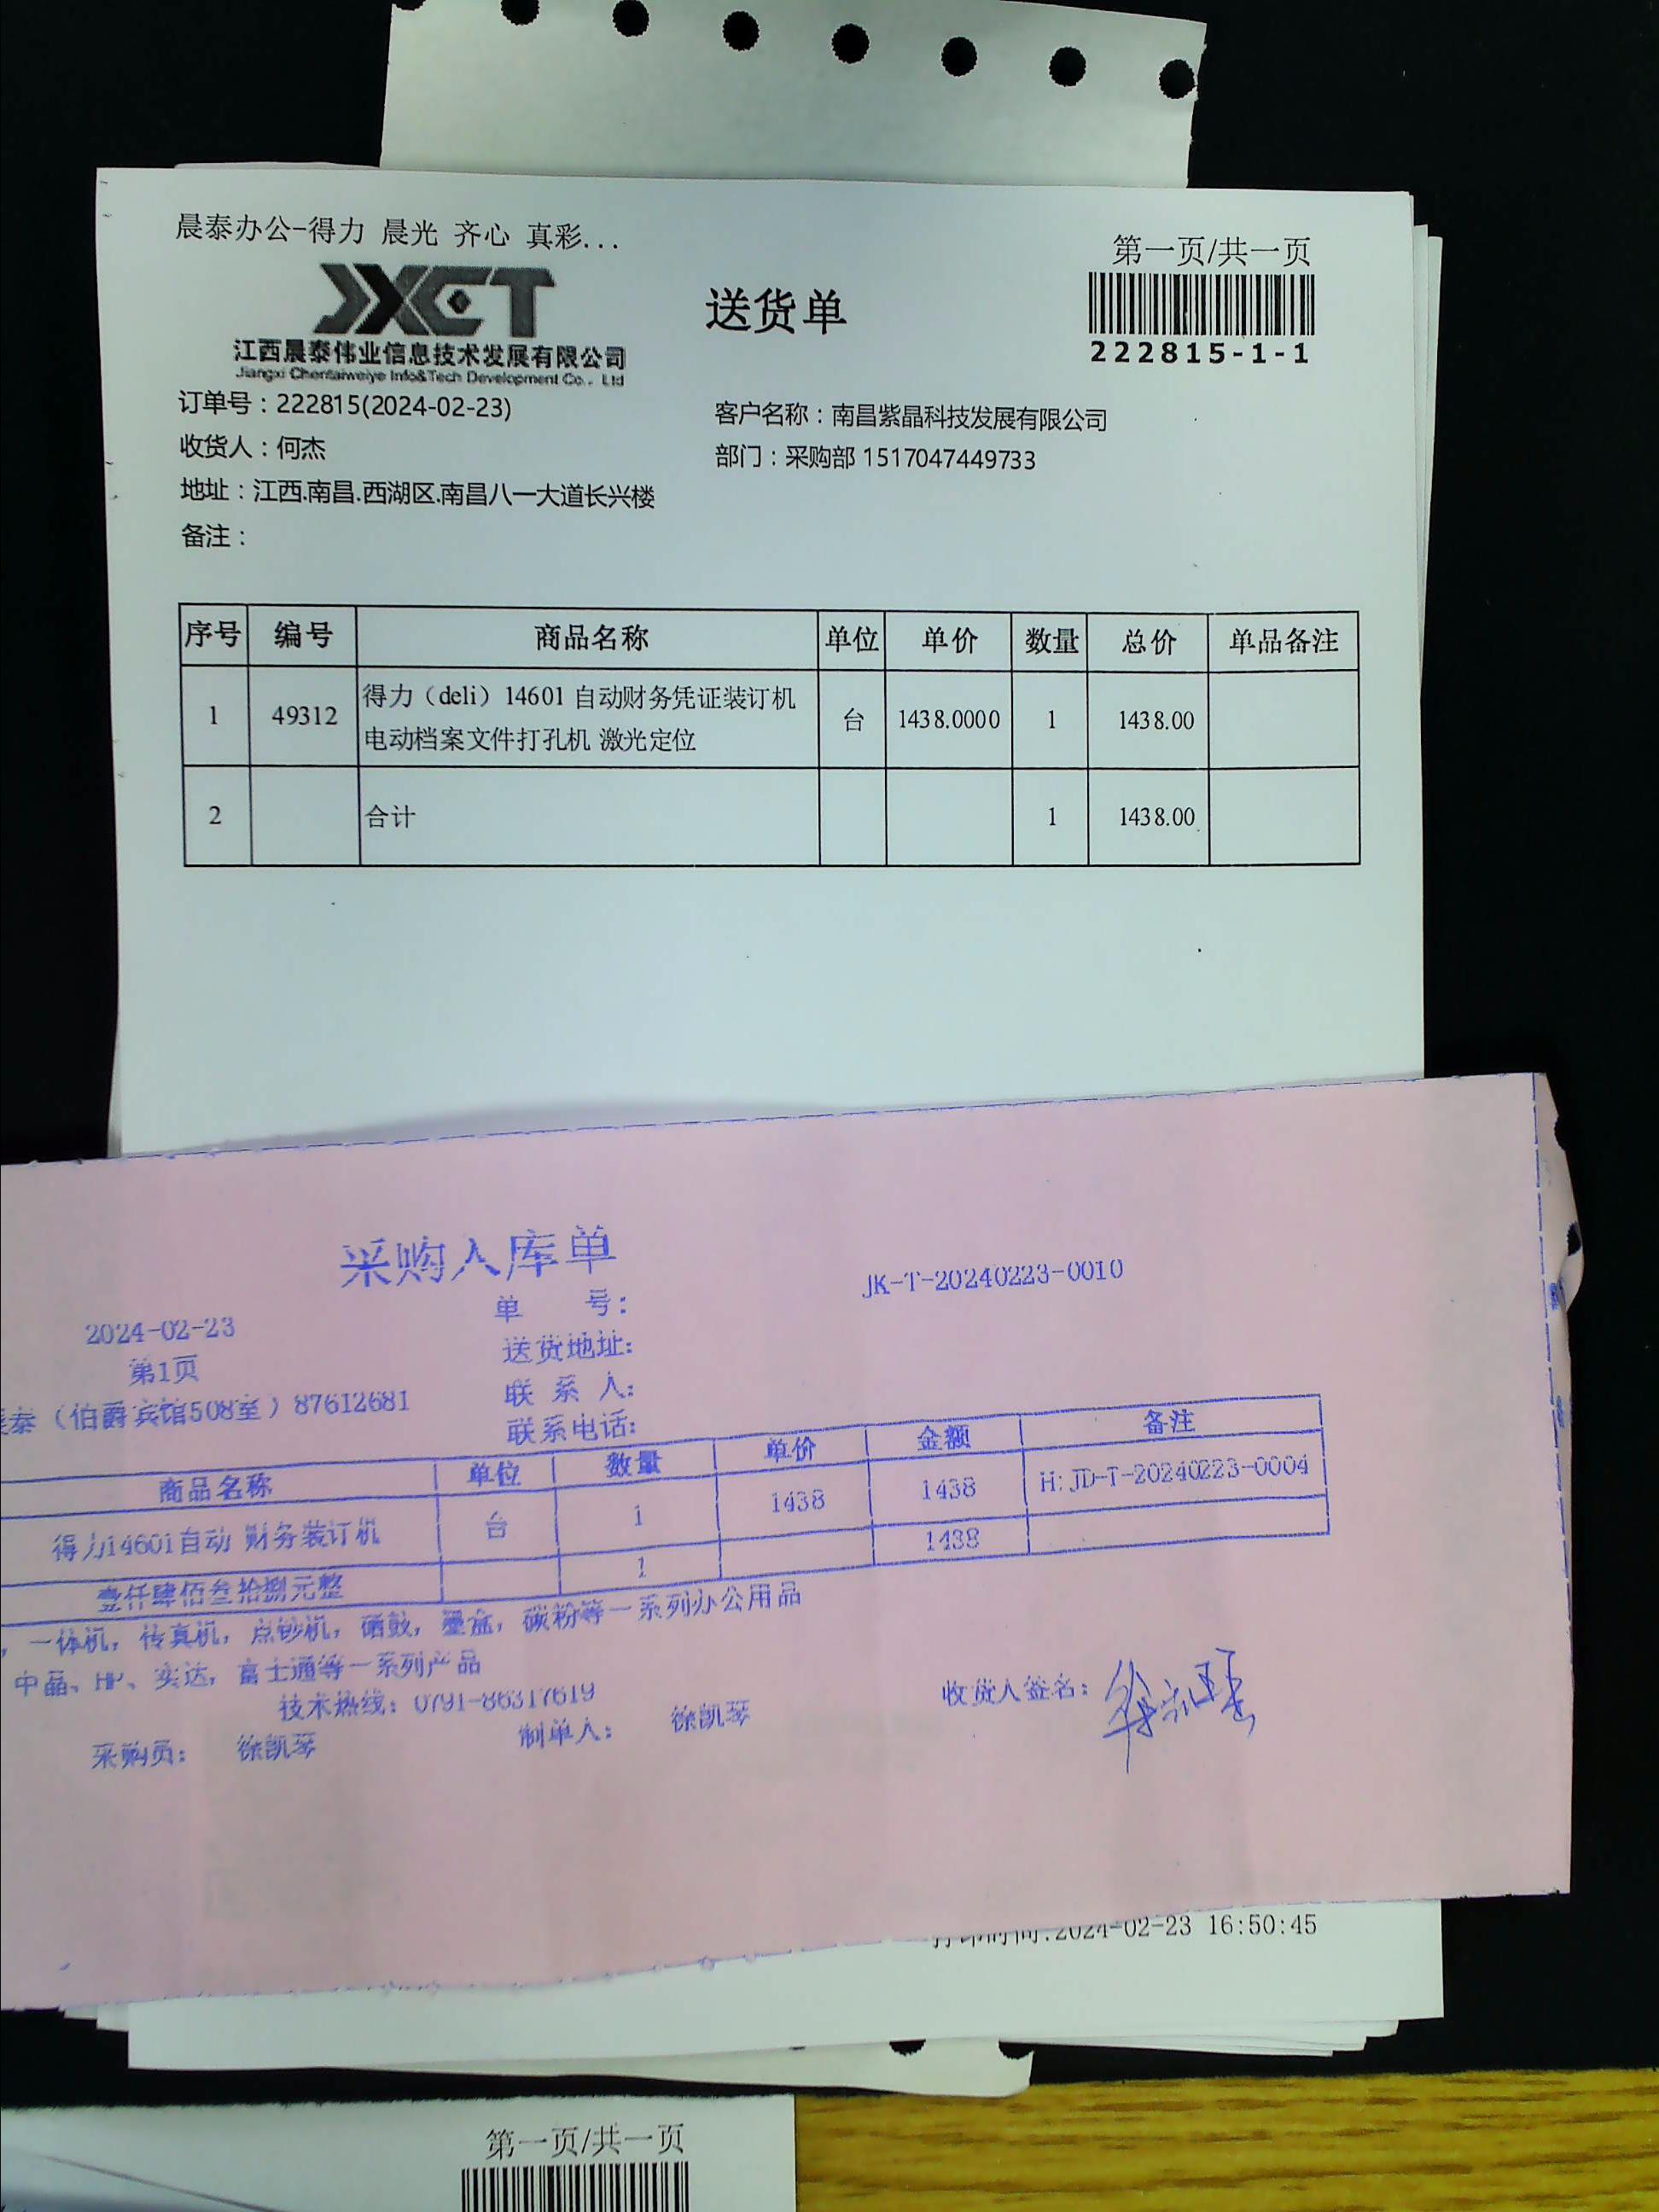 晨泰办公-得力 晨光 齐心 真彩...
第一页/共一页
JXCT
送货单
222815-1-1
江西晨泰伟业信息技术发展有限公司
Jiangxi Chentaiweiye Info&Tech Development Co., Ltd
订单号：222815(2024-02-23)
客户名称：南昌紫晶科技发展有限公司
收货人：何杰
部门：采购部 1517047449733
地址：江西.南昌.西湖区.南昌八一大道长兴楼
备注：
序号 编号 商品名称 单位 单价 数量 总价 单品备注
1 49312 得力（deli）14601 自动财务凭证装订机 台 1438.0000 1 1438.00
电动档案文件打孔机 激光定位
2 合计 1 1438.00
采购入库单
2024-02-23 单 号: JK-T-20240223-0010
第1页 送货地址:
泰（伯爵宾馆508室）87612681 联 系 人:
联系电话:
商品名称 单位 数量 单价 金额 备注
得力14601自动 财务装订机 台 1 1438 1438 H: JD-T-20240223-0004
壹仟肆佰叁拾捌元整 1 1438
，一体机，传真机，点钞机，硒鼓，墨盒，碳粉等一系列办公用品
中晶、HP、实达，富士通等一系列产品
技术热线：0791-86317619
采购员： 徐凯琴 制单人： 徐凯琴 收货人签名：
打印时间:2024-02-23 16:50:45
第一页/共一页